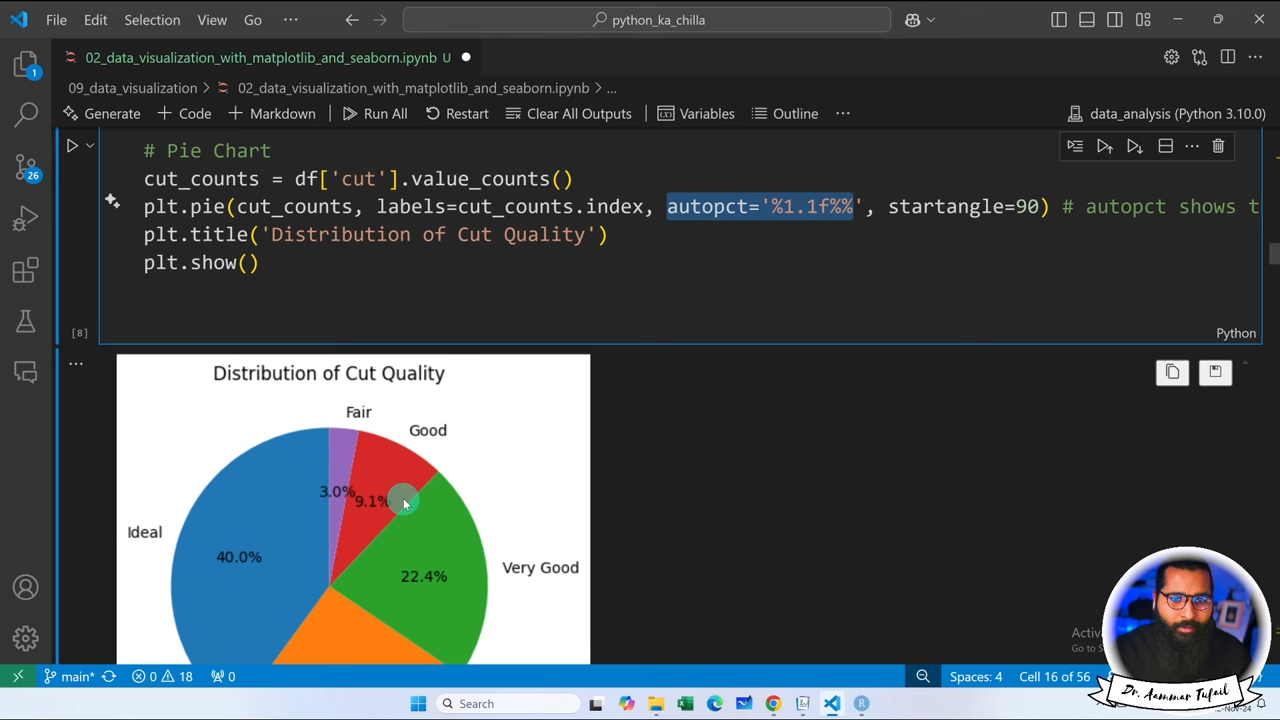 File Edit Selection View Go ··· python_ka_chilla
02_data_visualization_with_matplotlib_and_seaborn.ipynb U
1
09_data_visualization > 02_data_visualization_with_matplotlib_and_seaborn.ipynb > ...
Generate + Code + Markdown Run All Restart Clear All Outputs Variables Outline ··· data_analysis (Python 3.10.0)
# Pie Chart
cut_counts = df['cut'].value_counts()
26
plt.pie(cut_counts, labels=cut_counts.index, autopct='%1.1f%%', startangle=90) # autopct shows t
plt.title('Distribution of Cut Quality')
plt.show()
[8] Python
Distribution of Cut Quality
Fair
Good
3.0%
9.1%
Ideal
40.0%
22.4%
Very Good
main* 0 18 0 Spaces: 4 Cell 16 of 56
Dr. Aammar Tufail
Search